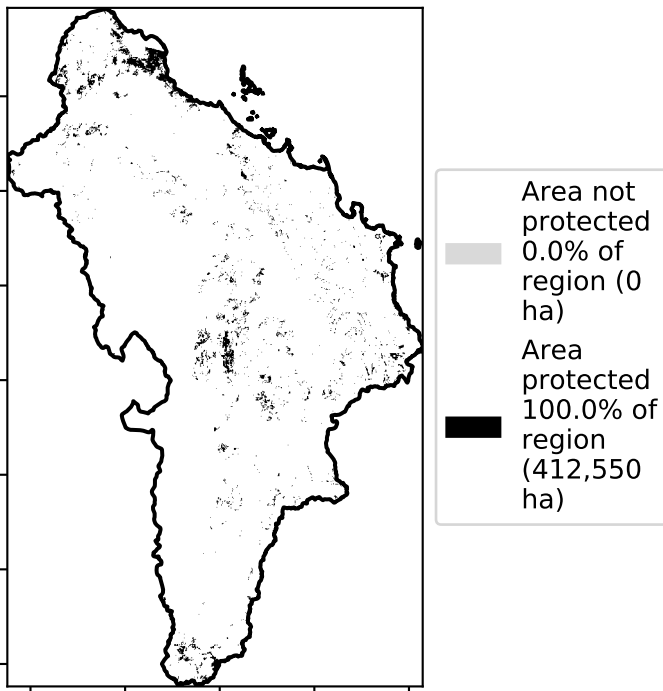 Area not
protected
0.0% of
region (0
ha)
Area
protected
100.0% of
region
(412,550
ha)